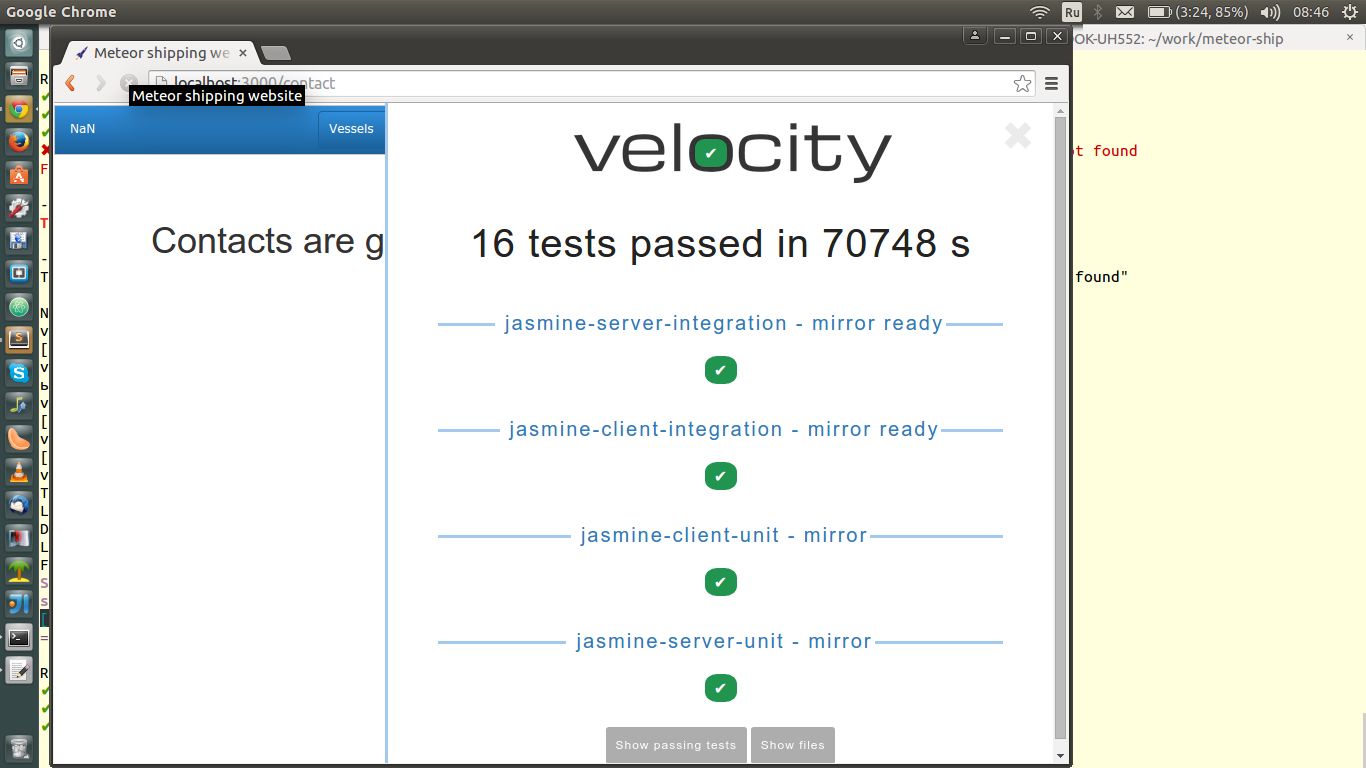 Google Chrome
Ru
(3:24, 85%)
08:46
Meteor shipping we
OK-UH552: ~/work/meteor-ship
localhost:3000/contact
Meteor shipping website
NaN
Vessels
velocity
t found
Contacts are g
16 tests passed in 70748 s
found"
jasmine-server-integration - mirror ready
jasmine-client-integration - mirror ready
jasmine-client-unit - mirror
jasmine-server-unit - mirror
Show passing tests
Show files